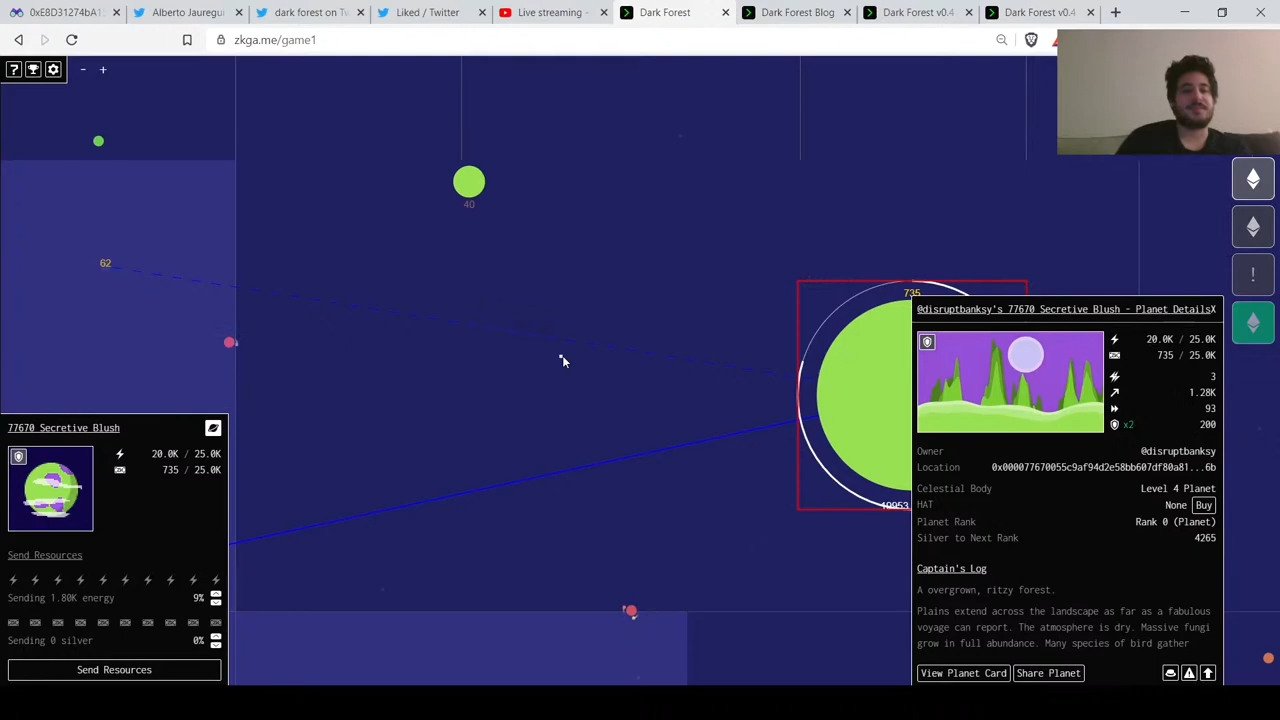 0xE8D31274bA15
Alberto Jauregui
dark forest on Tw
Liked / Twitter
Live streaming -
Dark Forest
Dark Forest Blog
Dark Forest v0.4
Dark Forest v0.4
zkga.me/game1
?
- +
40
62
735
19953
!
@disruptbanksy's 77670 Secretive Blush - Planet Details X
20.0K / 25.0K
735 / 25.0K
3
1.28K
93
x2 200
Owner @disruptbanksy
Location 0x000077670055c9af94d2e58bb607df80a81...6b
Celestial Body Level 4 Planet
HAT None Buy
Planet Rank Rank 0 (Planet)
Silver to Next Rank 4265
Captain's Log
A overgrown, ritzy forest.
Plains extend across the landscape as far as a fabulous
voyage can report. The atmosphere is dry. Massive fungi
grow in full abundance. Many species of bird gather
View Planet Card Share Planet
77670 Secretive Blush
20.0K / 25.0K
735 / 25.0K
Send Resources
Sending 1.80K energy 9%
Sending 0 silver 0%
Send Resources